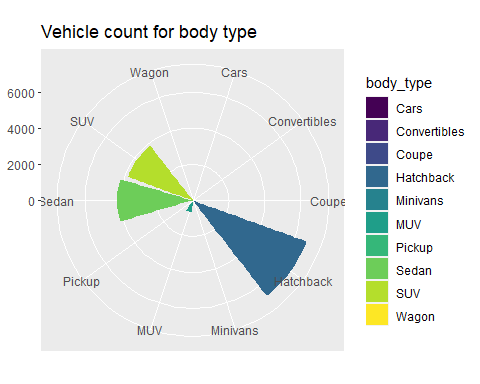 Vehicle count for body type
Wagon
Cars
SUV
Convertibles
Sedan
Coupe
Pickup
Hatchback
MUV
Minivans
6000
4000
2000
0
body_type
Cars
Convertibles
Coupe
Hatchback
Minivans
MUV
Pickup
Sedan
SUV
Wagon